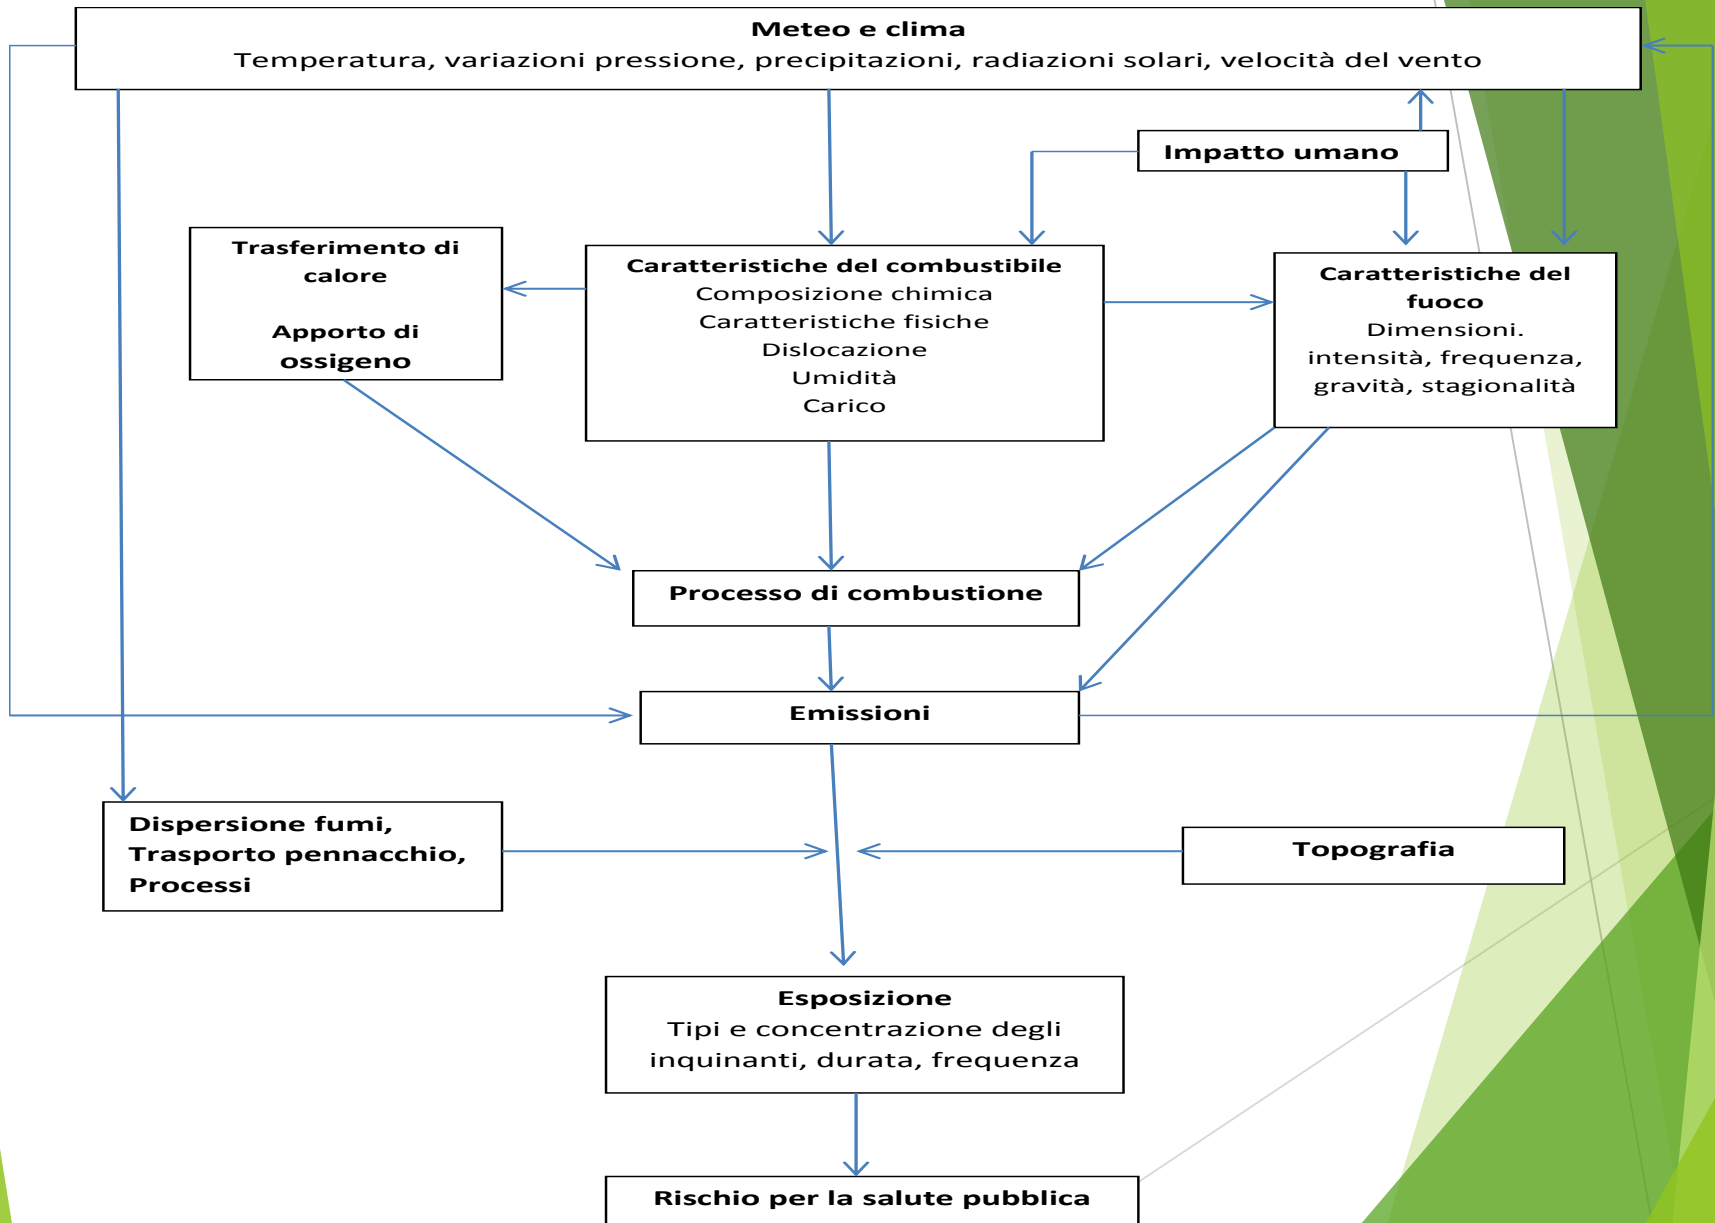 Meteo e clima
Temperatura, variazioni pressione, precipitazioni, radiazioni solari, velocità del vento
Impatto umano
Trasferimento di
calore
Apporto di
ossigeno
Caratteristiche del combustibile
Composizione chimica
Caratteristiche fisiche
Dislocazione
Umidità
Carico
Caratteristiche del
fuoco
Dimensioni.
intensità, frequenza,
gravità, stagionalità
Processo di combustione
Emissioni
Dispersione fumi,
Trasporto pennacchio,
Processi
Topografia
Esposizione
Tipi e concentrazione degli
inquinanti, durata, frequenza
Rischio per la salute pubblica